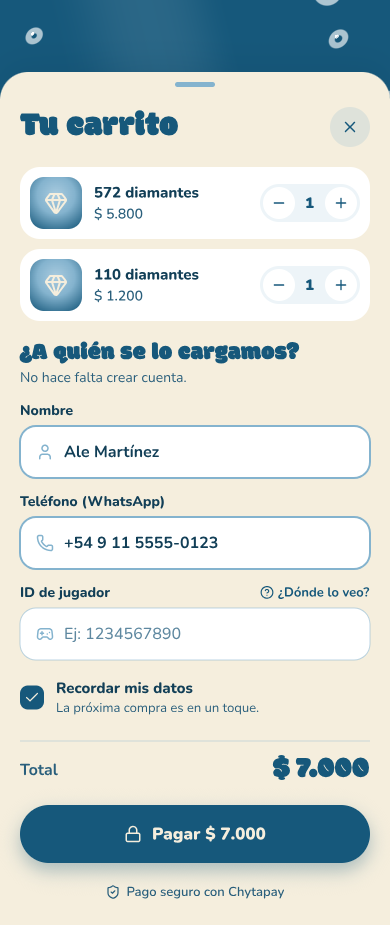 Tu carrito
572 diamantes
$ 5.800
1
110 diamantes
$ 1.200
1
¿A quién se lo cargamos?
No hace falta crear cuenta.
Nombre
Ale Martínez
Teléfono (WhatsApp)
+54 9 11 5555-0123
ID de jugador
¿Dónde lo veo?
Ej: 1234567890
Recordar mis datos
La próxima compra es en un toque.
Total
$ 7.000
Pagar $ 7.000
Pago seguro con Chytapay